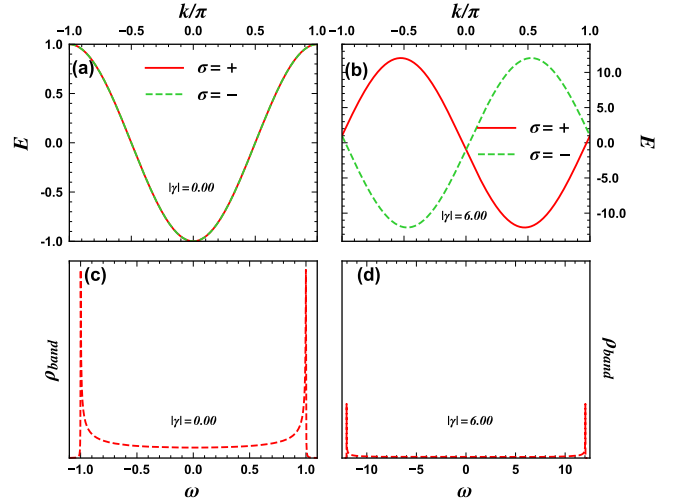 k/π
k/π
-1.0 -0.5 0.0 0.5 1.0
-1.0 -0.5 0.0 0.5 1.0
(a)
σ = +
σ = −
E
1.0
0.5
0.0
-0.5
-1.0
|γ| = 0.00
(b)
σ = +
σ = −
E
10.0
5.0
-0.0
-5.0
-10.0
|γ| = 6.00
(c)
ρband
|γ| = 0.00
−1.0 −0.5 0.0 0.5 1.0
ω
(d)
ρband
|γ| = 6.00
−10 −5 0 5 10
ω